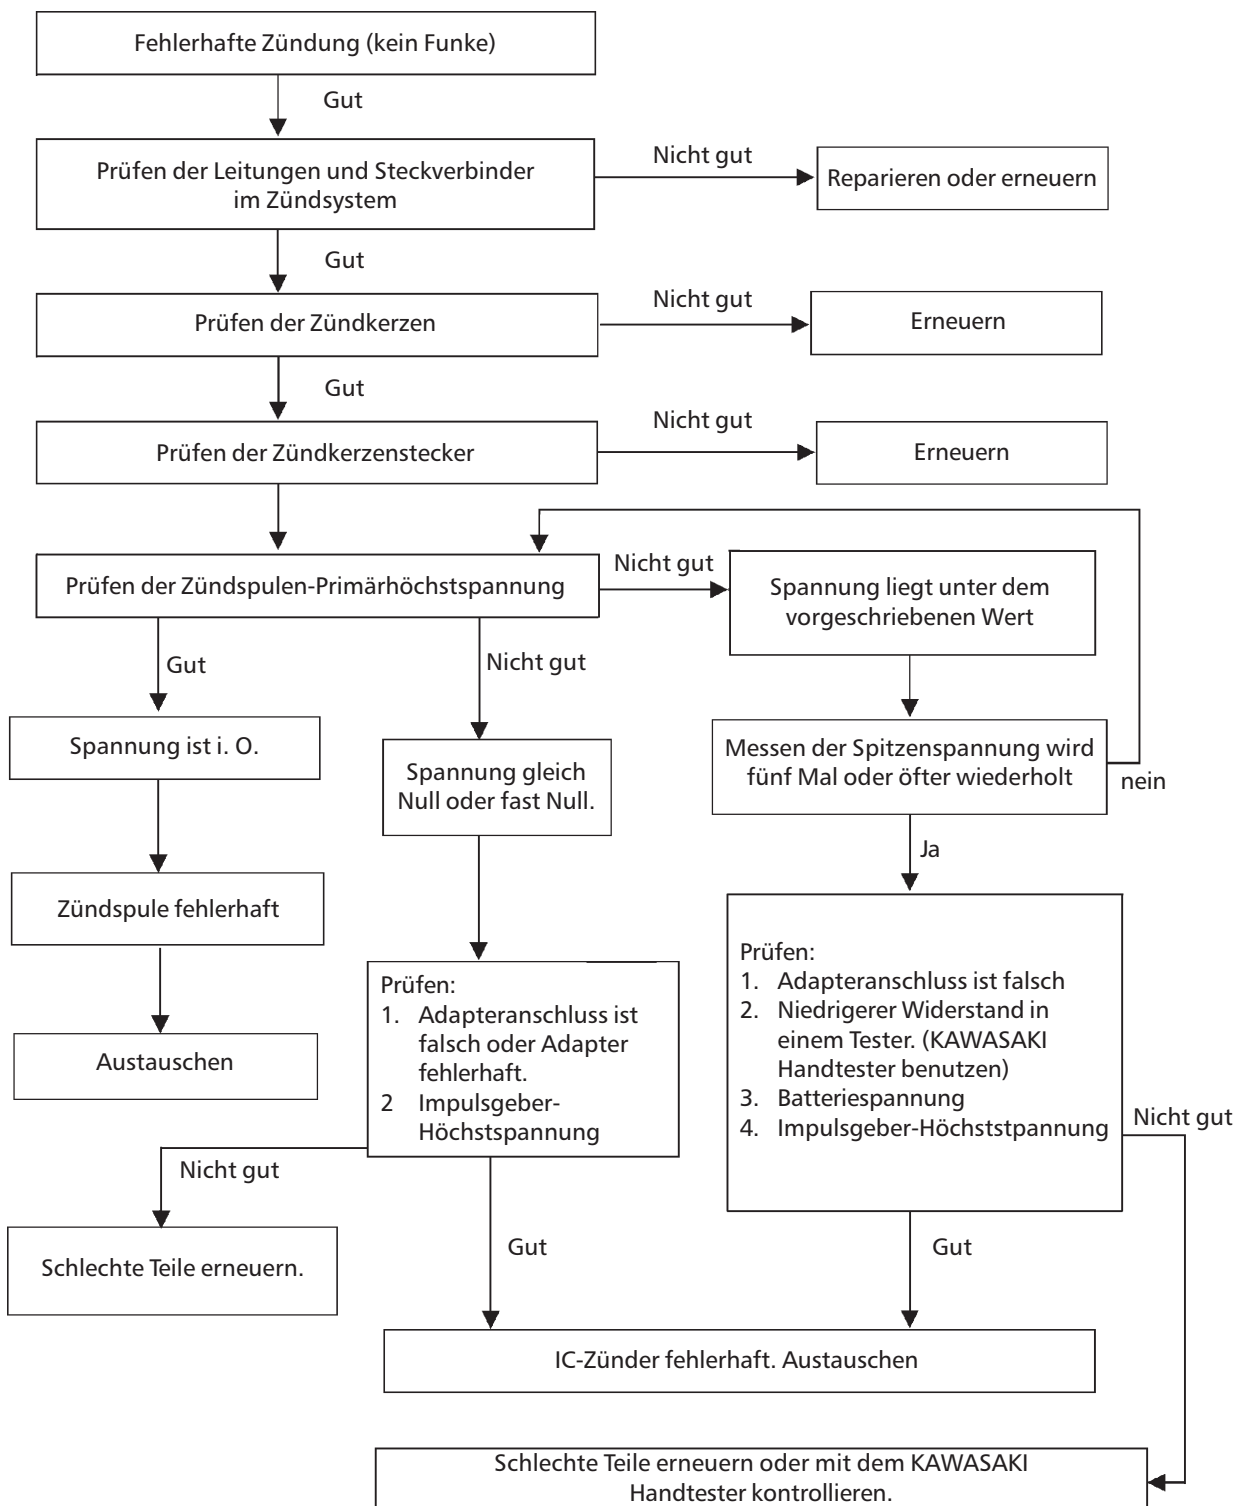 Fehlerhafte Zündung (kein Funke)
Gut
Prüfen der Leitungen und Steckverbinder
im Zündsystem
Nicht gut
Reparieren oder erneuern
Gut
Prüfen der Zündkerzen
Nicht gut
Erneuern
Gut
Prüfen der Zündkerzenstecker
Nicht gut
Erneuern
Prüfen der Zündspulen-Primärhöchstspannung
Nicht gut
Spannung liegt unter dem
vorgeschriebenen Wert
Gut
Nicht gut
Spannung ist i. O.
Spannung gleich
Null oder fast Null.
Messen der Spitzenspannung wird
fünf Mal oder öfter wiederholt
nein
Ja
Zündspule fehlerhaft
Austauschen
Prüfen:
1. Adapteranschluss ist
falsch oder Adapter
fehlerhaft.
2 Impulsgeber-
Höchstspannung
Prüfen:
1. Adapteranschluss ist falsch
2. Niedrigerer Widerstand in
einem Tester. (KAWASAKI
Handtester benutzen)
3. Batteriespannung
4. Impulsgeber-Höchststpannung
Nicht gut
Nicht gut
Schlechte Teile erneuern.
Gut
Gut
IC-Zünder fehlerhaft. Austauschen
Schlechte Teile erneuern oder mit dem KAWASAKI
Handtester kontrollieren.